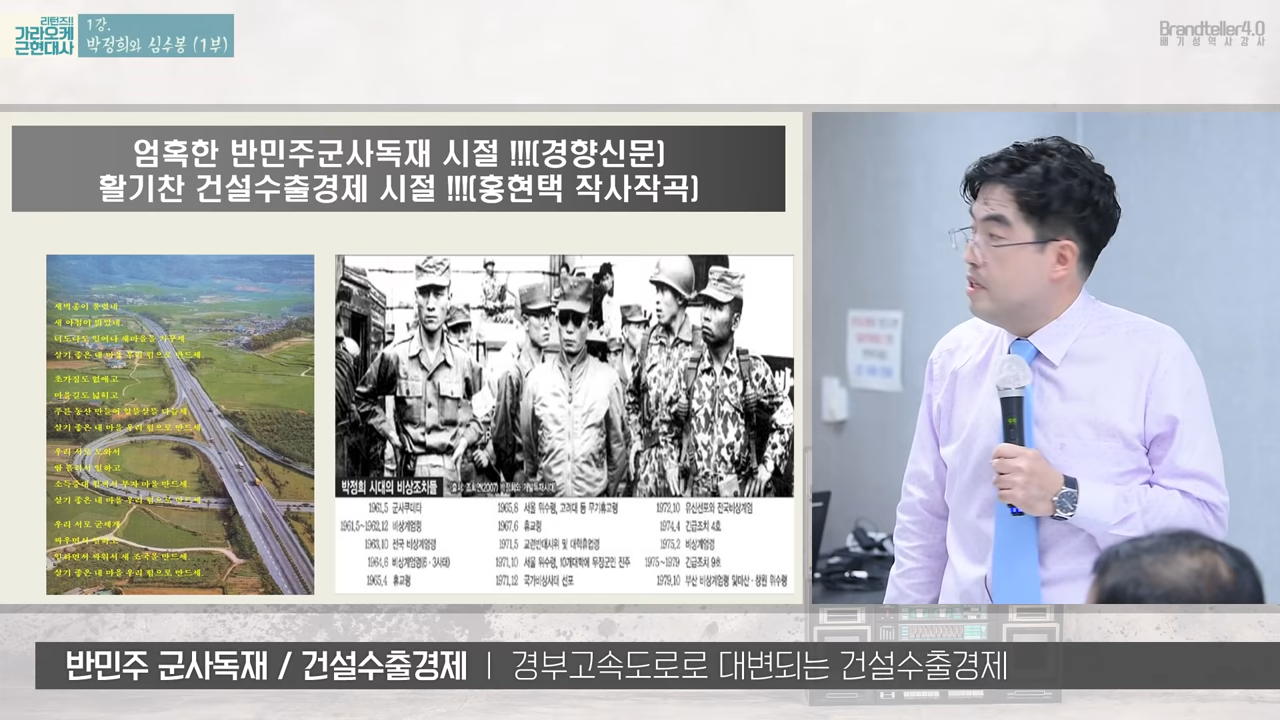 리턴즈!!
가라오케
근현대사
1강.
박정희와 심수봉 (1부)
Brandteller4.0
배기성역사강사
엄혹한 반민주군사독재 시절 !!!(경향신문)
활기찬 건설수출경제 시절 !!!(홍현택 작사작곡)
새벽종이 울렸네
새 아침이 밝았네
너도나도 일어나 새마을을 가꾸세
살기 좋은 내 마을 우리 힘으로 만드세
초가집도 없애고
마을길도 넓히고
푸른 동산 만들어 알뜰살뜰 다듬세
살기 좋은 내 마을 우리 힘으로 만드세
우리 서로 도와서
땀 흘려서 일하고
소득증대 힘써서 부자 마을 만드세
살기 좋은 내 마을 우리 힘으로 만드세
우리 서로 굳세게
싸우면서 일하고
일하면서 싸워서 새 조국을 만드세
살기 좋은 내 마을 우리 힘으로 만드세
박정희 시대의 비상조치들
1961.5 군사쿠데타
1961.5~1962.12 비상계엄령
1963.10 전국 비상계엄령
1964.6 비상계엄령(6·3사태)
1965.4 휴교령
1965.8 서울 위수령, 고려대 등 무기휴교령
1967.6 휴교령
1971.5 교련반대시위 및 대학휴업령
1971.10 서울 위수령, 10개대학에 무장군인 진주
1971.12 국가비상사태 선포
1972.10 유신선포와 전국비상계엄
1974.4 긴급조치 4호
1975.2 비상계엄령
1975~1979 긴급조치 9호
1979.10 부산 비상계엄령 및 마산·창원 위수령
반민주 군사독재 / 건설수출경제 | 경부고속도로로 대변되는 건설수출경제